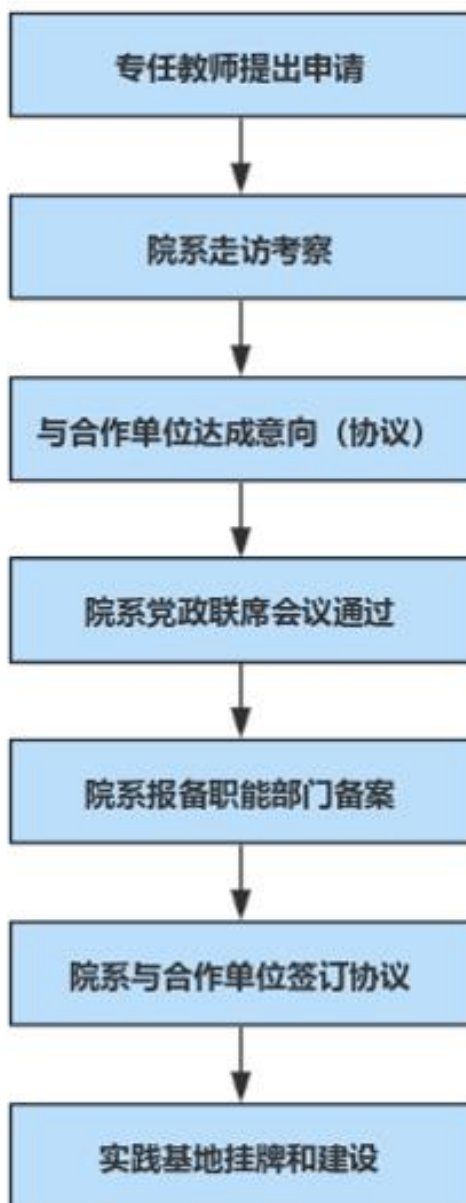 专任教师提出申请
院系走访考察
与合作单位达成意向（协议）
院系党政联席会议通过
院系报备职能部门备案
院系与合作单位签订协议
实践基地挂牌和建设